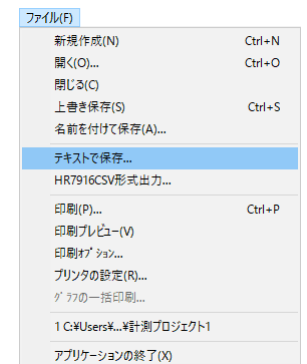 ファイル(F)
新規作成(N) Ctrl+N
開く(O)... Ctrl+O
閉じる(C)
上書き保存(S) Ctrl+S
名前を付けて保存(A)...
テキストで保存...
HR7916CSV形式出力...
印刷(P)... Ctrl+P
印刷プレビュー(V)
印刷ｵﾌﾟｼｮﾝ...
プリンタの設定(R)...
グラフの一括印刷...
1 C:¥Users¥...¥計測プロジェクト1
アプリケーションの終了(X)